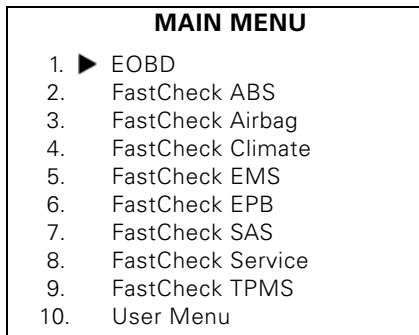 MAIN MENU
1. ▶ EOBD
2. FastCheck ABS
3. FastCheck Airbag
4. FastCheck Climate
5. FastCheck EMS
6. FastCheck EPB
7. FastCheck SAS
8. FastCheck Service
9. FastCheck TPMS
10. User Menu